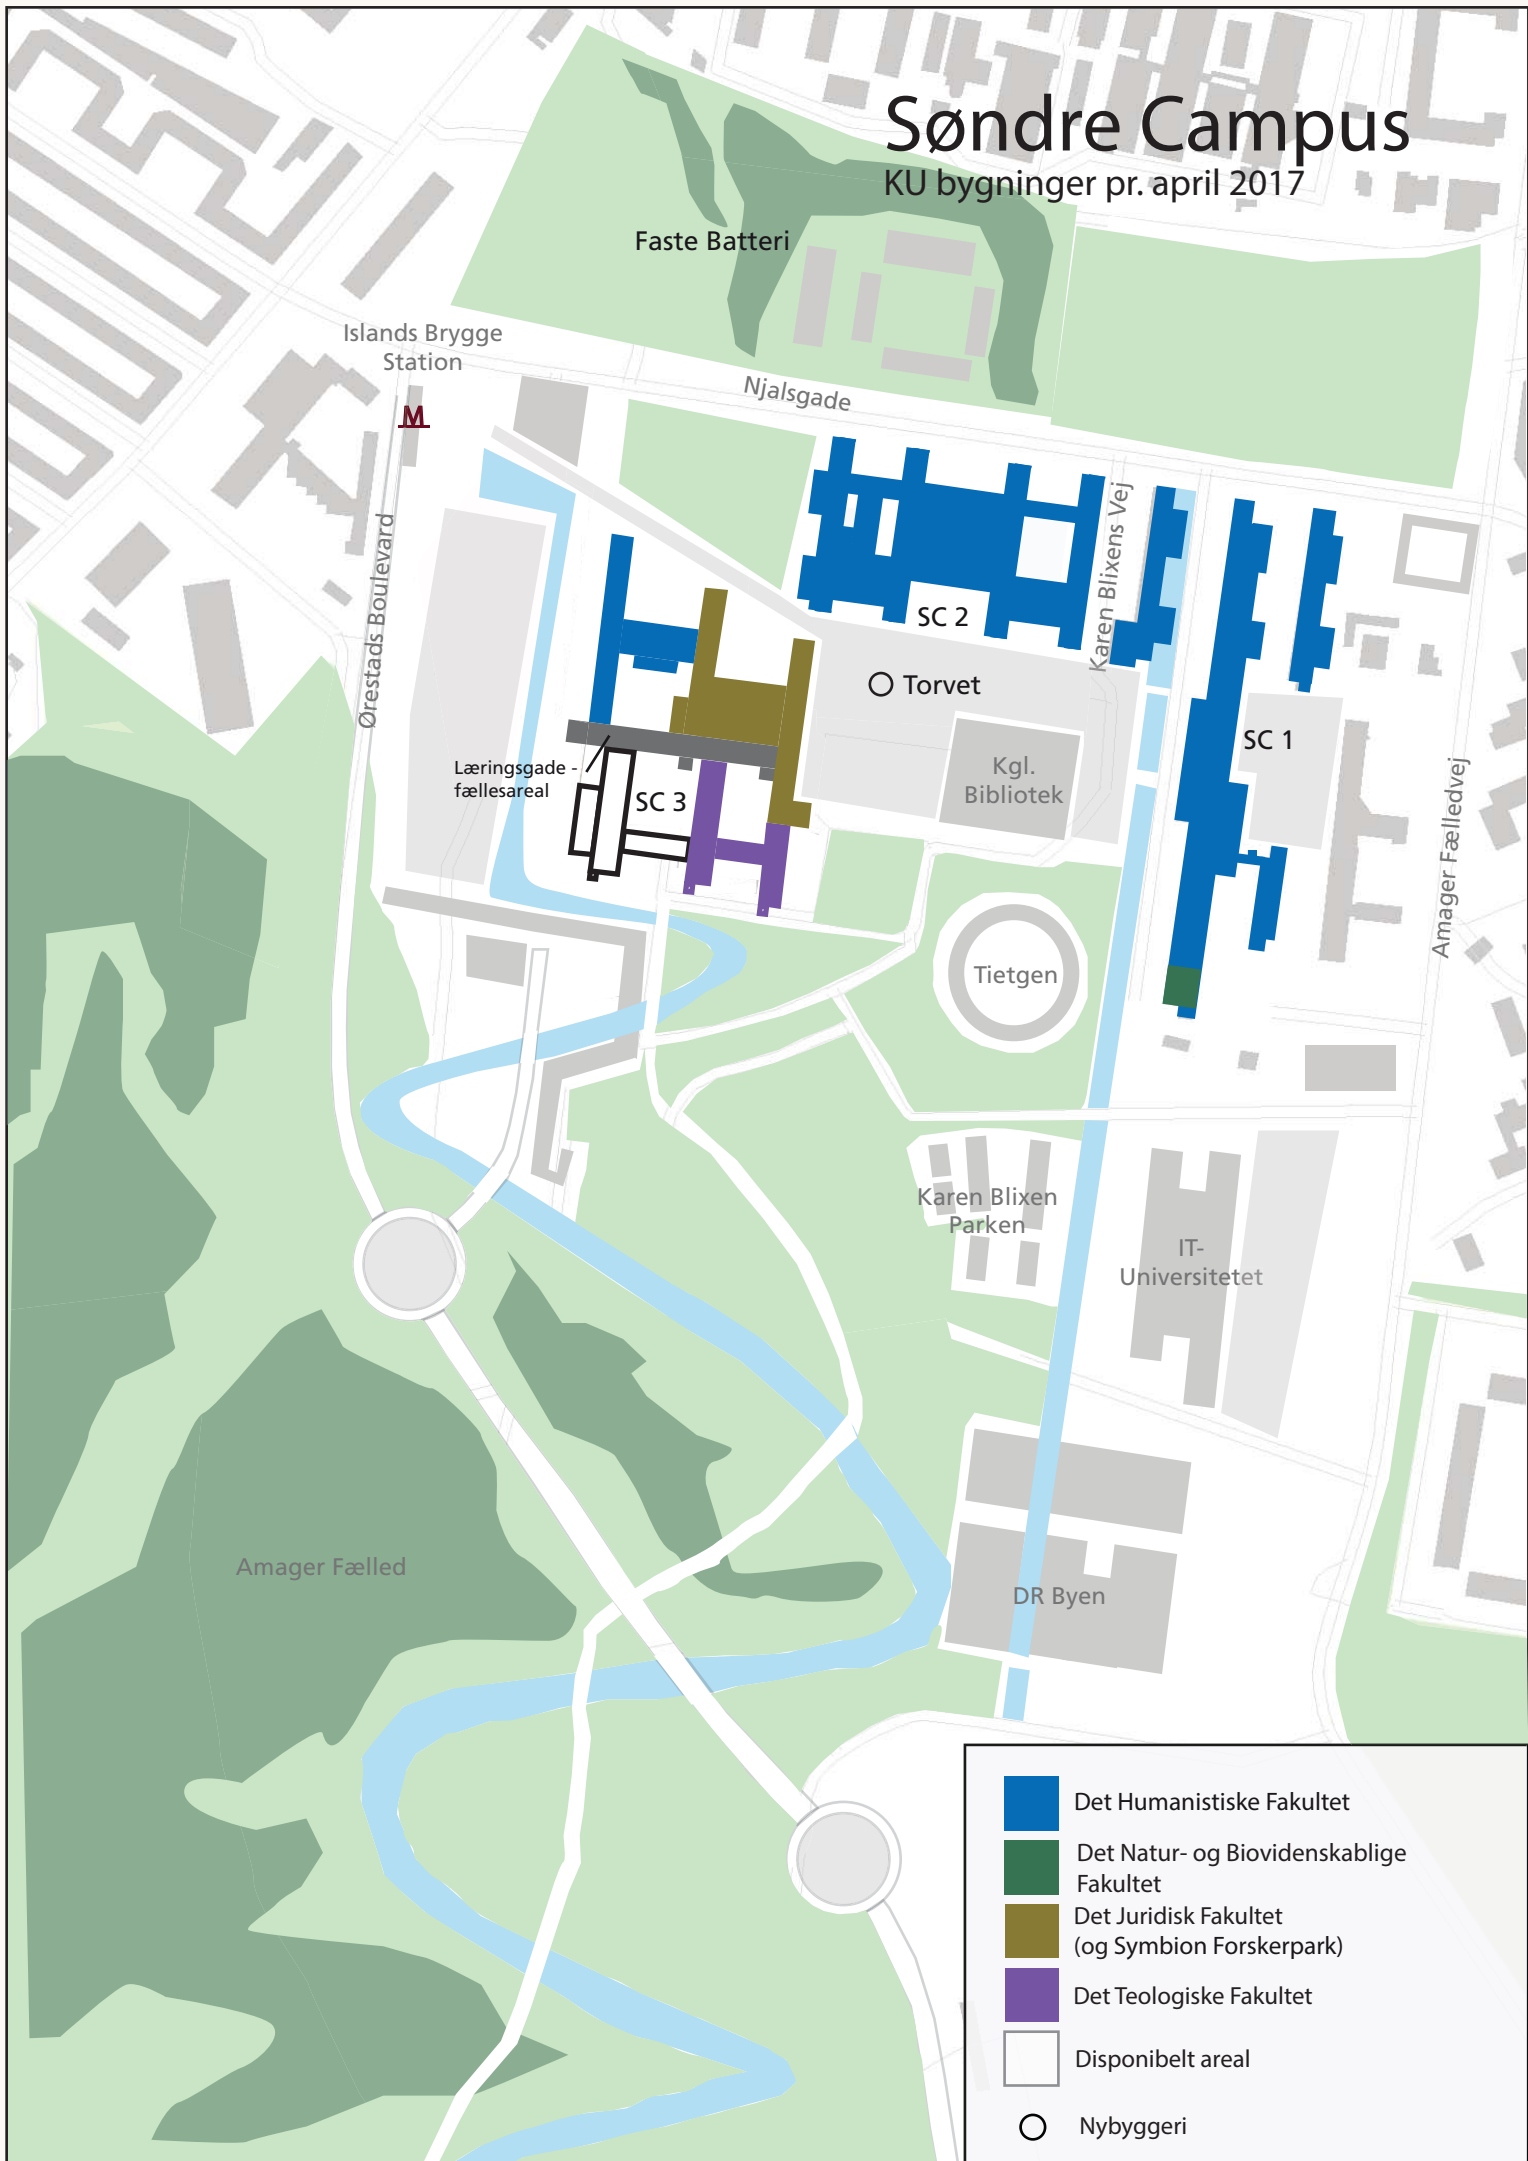 Søndre Campus
KU bygninger pr. april 2017
Faste Batteri
Islands Brygge
Station
M
Njalsgade
Karen Blixens Vej
Ørestads Boulevard
SC 2
Torvet
SC 1
Kgl.
Bibliotek
Læringsgade -
fællesareal
SC 3
Amager Fælledvej
Tietgen
Karen Blixen
Parken
IT-
Universitetet
Amager Fælled
DR Byen
Det Humanistiske Fakultet
Det Natur- og Biovidenskablige
Fakultet
Det Juridisk Fakultet
(og Symbion Forskerpark)
Det Teologiske Fakultet
Disponibelt areal
Nybyggeri